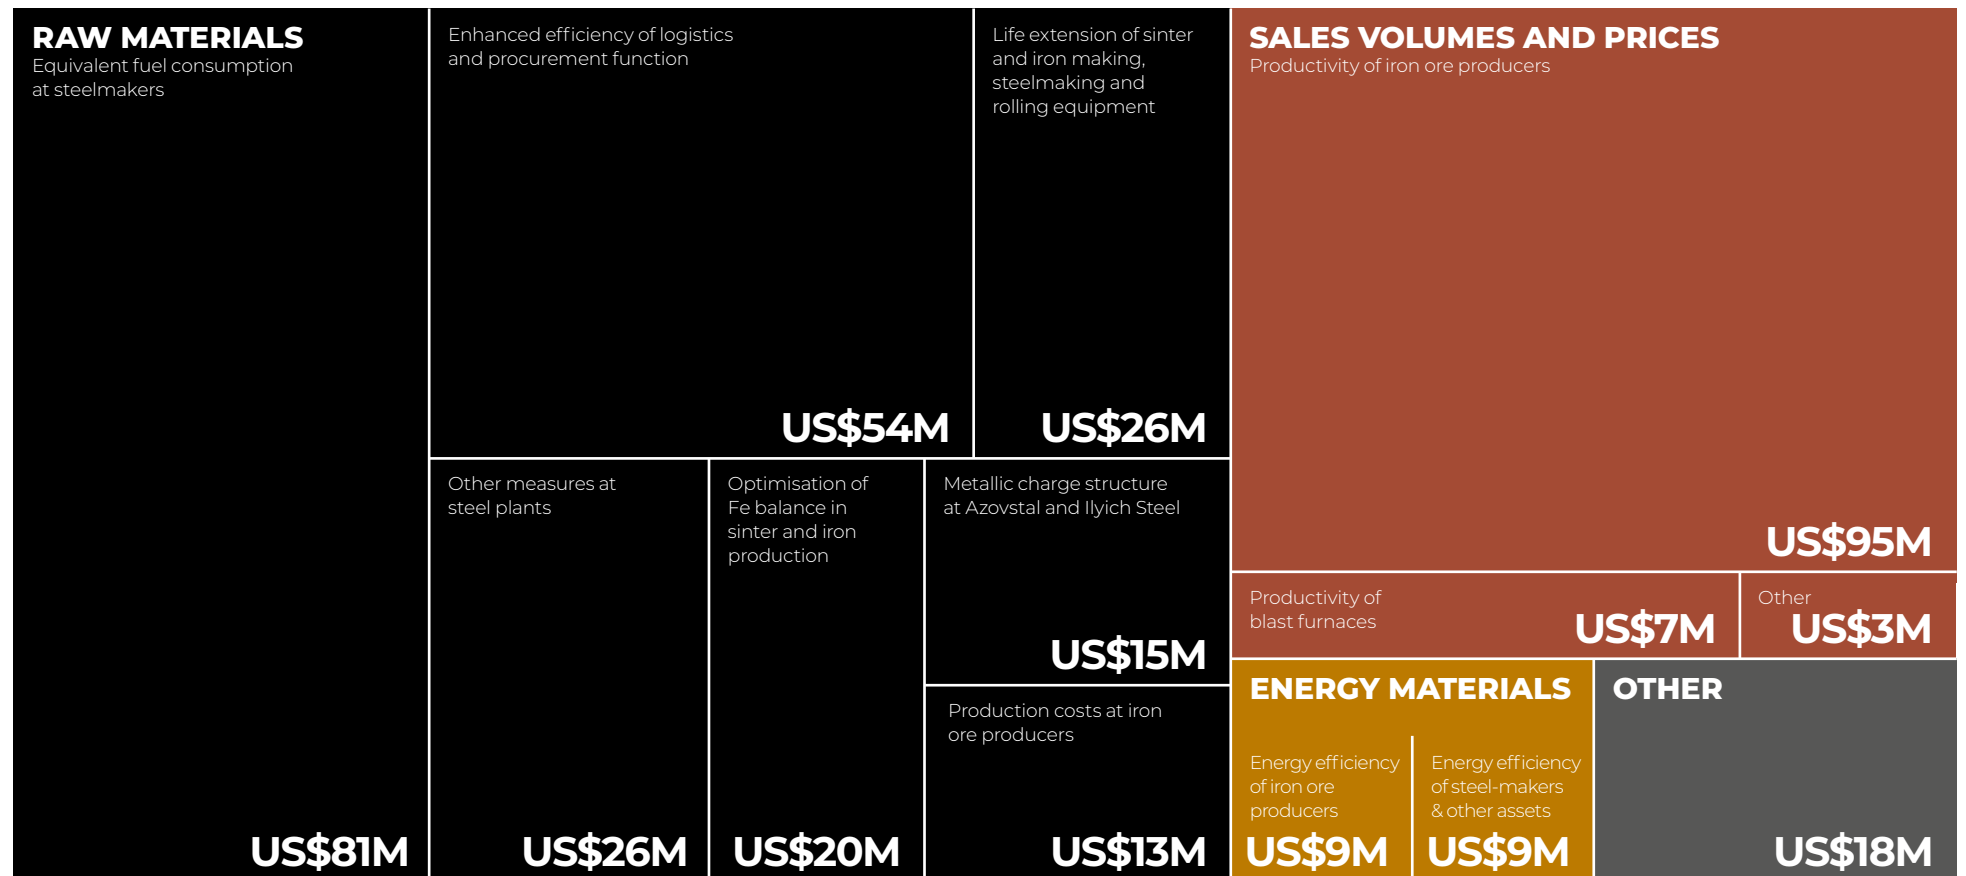 RAW MATERIALS
Equivalent fuel consumption
at steelmakers
US$81M
Enhanced efficiency of logistics
and procurement function
US$54M
Life extension of sinter
and iron making,
steelmaking and
rolling equipment
US$26M
Other measures at
steel plants
US$26M
Optimisation of
Fe balance in
sinter and iron
production
US$20M
Metallic charge structure
at Azovstal and Ilyich Steel
US$15M
Production costs at iron
ore producers
US$13M
SALES VOLUMES AND PRICES
Productivity of iron ore producers
US$95M
Productivity of
blast furnaces
US$7M
Other
US$3M
ENERGY MATERIALS
Energy efficiency
of iron ore
producers
US$9M
Energy efficiency
of steel-makers
& other assets
US$9M
OTHER
US$18M